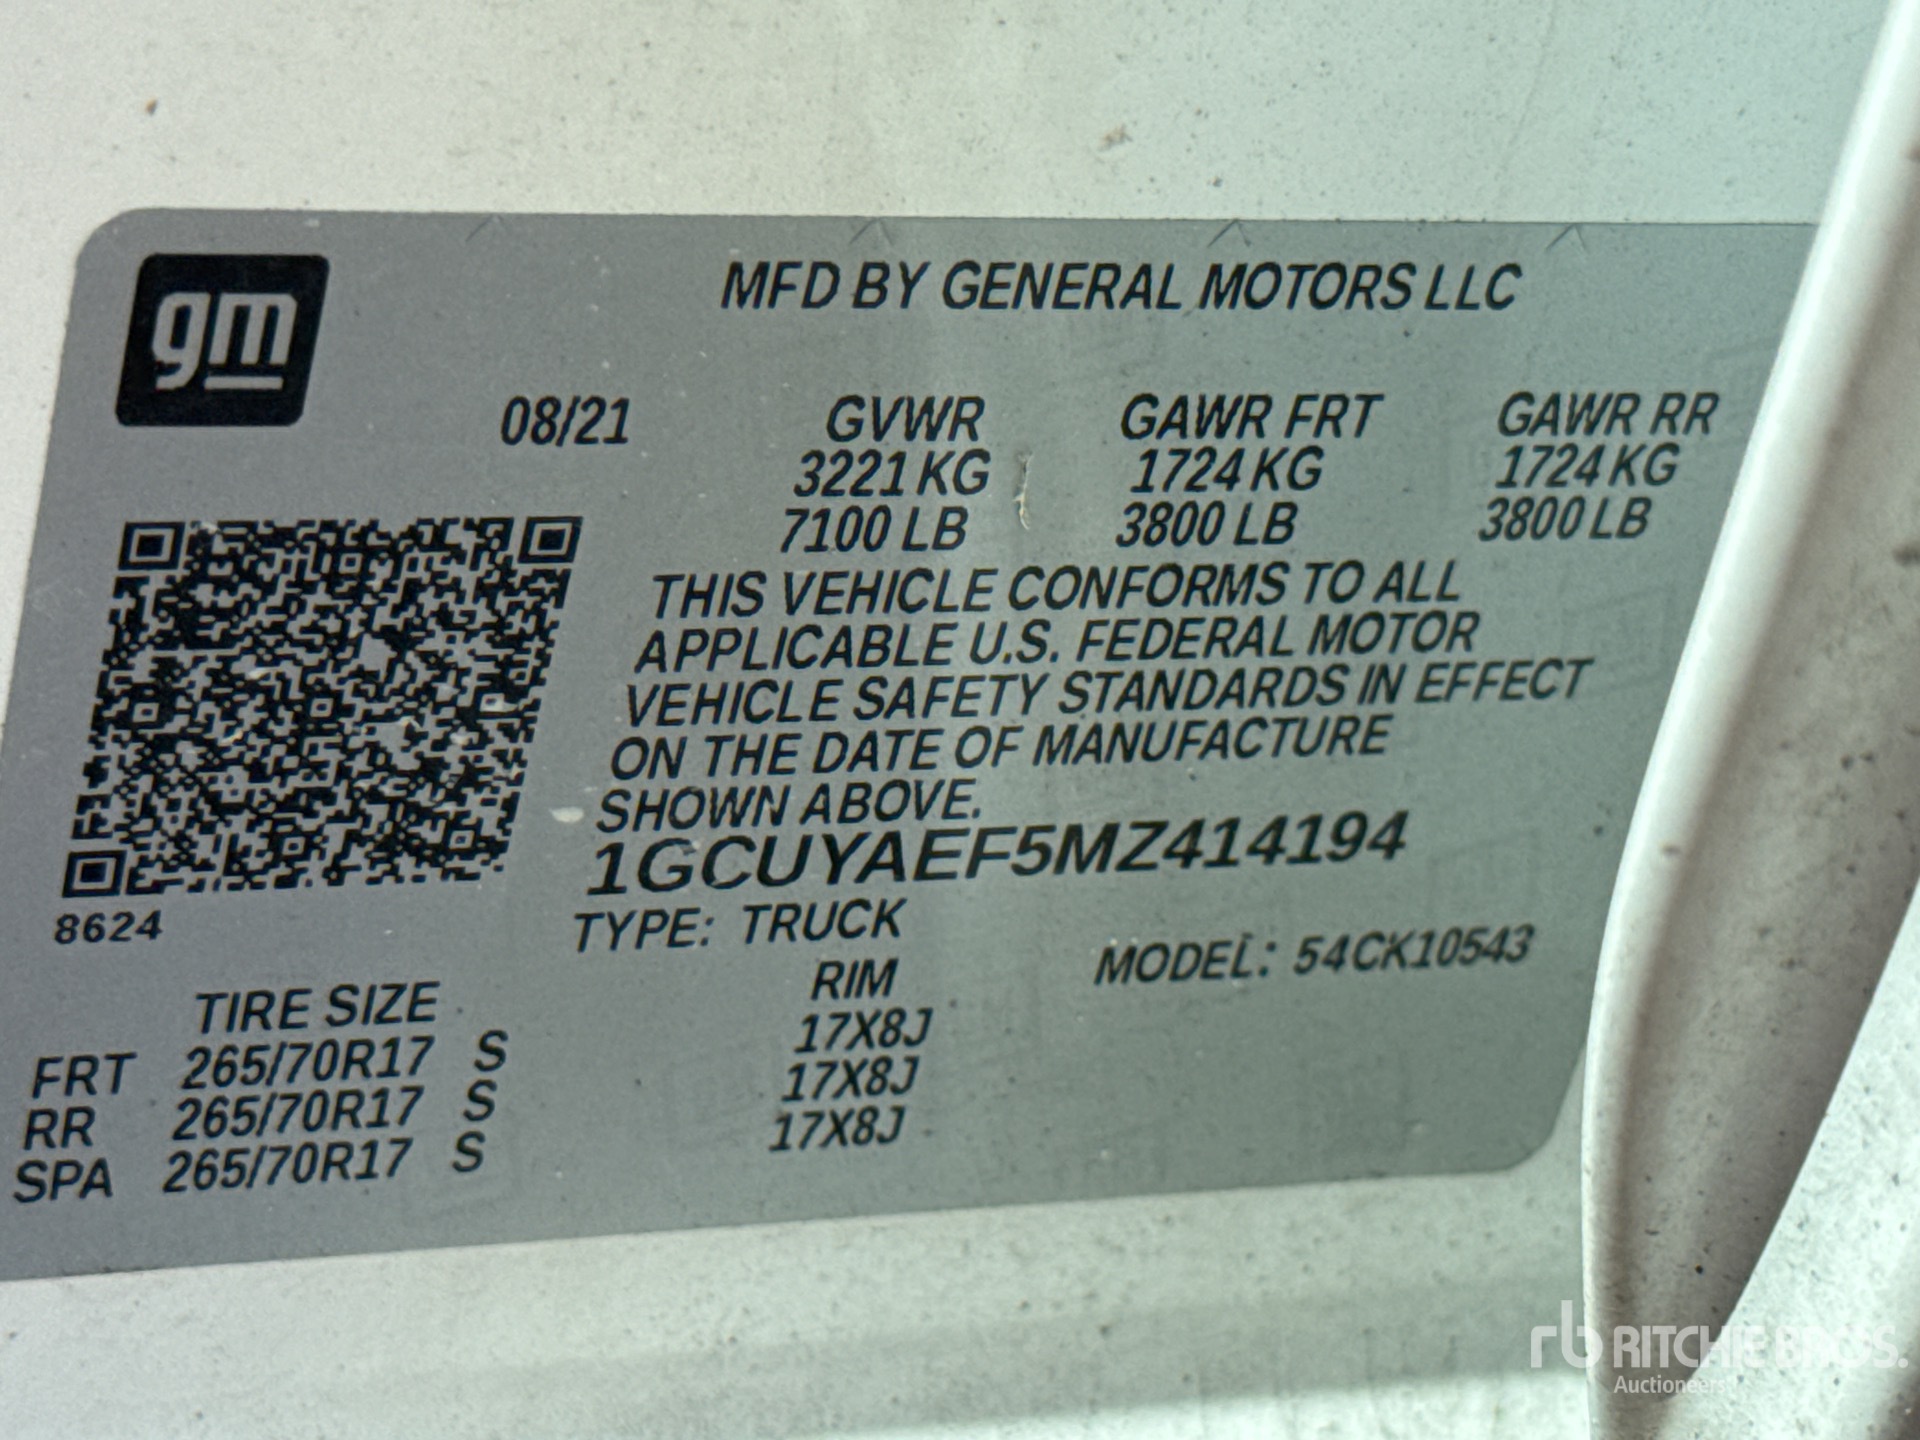 gm
MFD BY GENERAL MOTORS LLC
08/21 GVWR GAWR FRT GAWR RR
3221 KG 1724 KG 1724 KG
7100 LB 3800 LB 3800 LB
THIS VEHICLE CONFORMS TO ALL
APPLICABLE U.S. FEDERAL MOTOR
VEHICLE SAFETY STANDARDS IN EFFECT
ON THE DATE OF MANUFACTURE
SHOWN ABOVE.
1GCUYAEF5MZ414194
8624
TYPE: TRUCK MODEL: 54CK10543
TIRE SIZE RIM
FRT 265/70R17 S 17X8J
RR 265/70R17 S 17X8J
SPA 265/70R17 S 17X8J
rb RITCHIE BROS.
Auctioneers